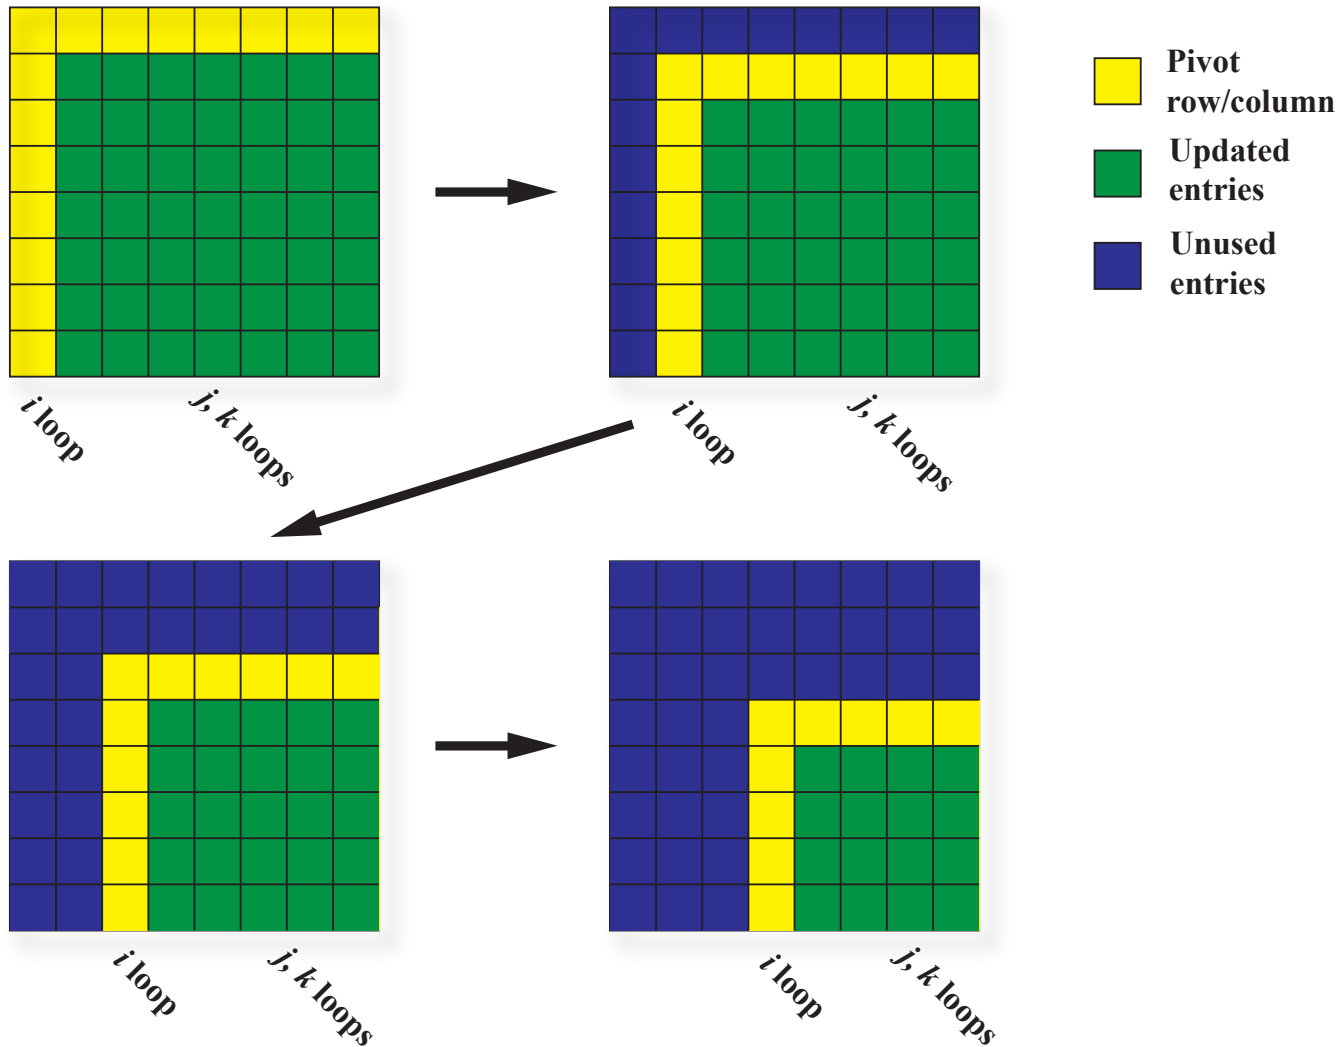 Pivot
row/column
Updated
entries
Unused
entries
i loop
j, k loops
i loop
j, k loops
i loop
j, k loops
i loop
j, k loops